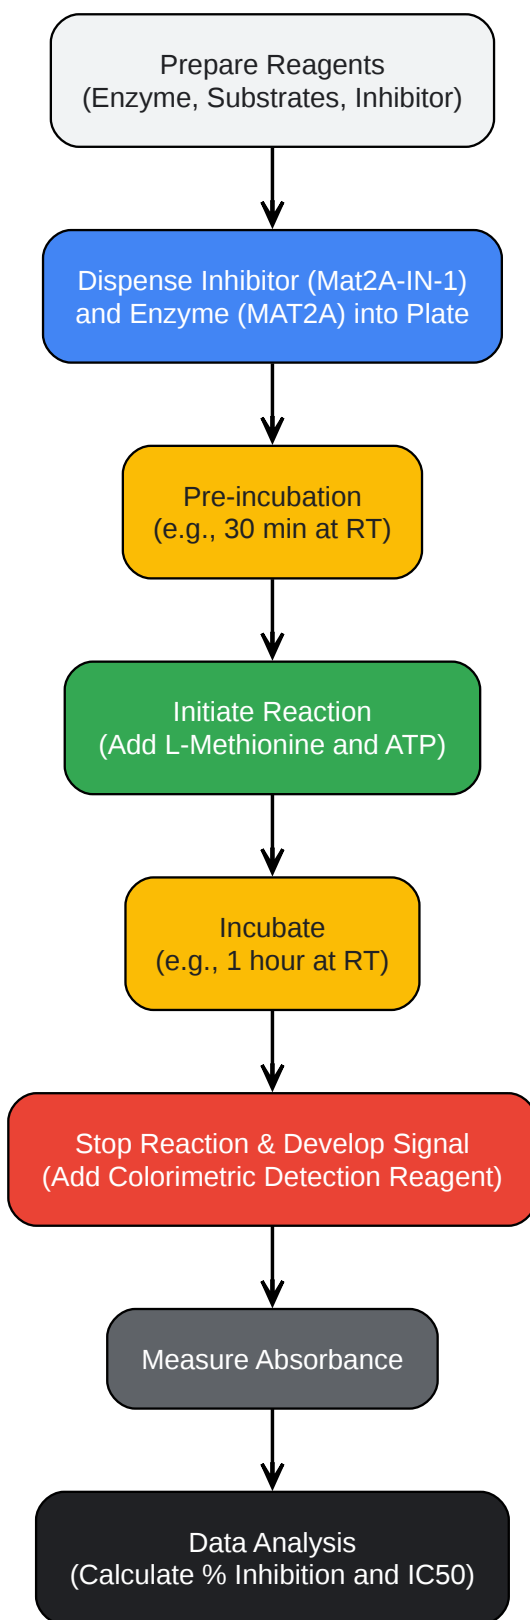 Prepare Reagents
(Enzyme, Substrates, Inhibitor)
Dispense Inhibitor (Mat2A-IN-1)
and Enzyme (MAT2A) into Plate
Pre-incubation
(e.g., 30 min at RT)
Initiate Reaction
(Add L-Methionine and ATP)
Incubate
(e.g., 1 hour at RT)
Stop Reaction & Develop Signal
(Add Colorimetric Detection Reagent)
Measure Absorbance
Data Analysis
(Calculate % Inhibition and IC50)